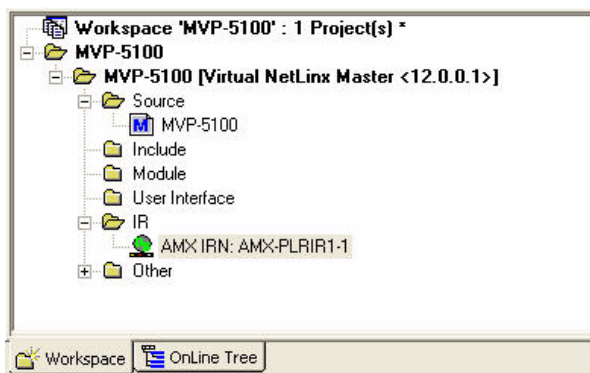 Workspace 'MVP-5100' : 1 Project(s) *
MVP-5100
MVP-5100 [Virtual NetLinx Master <12.0.0.1>]
Source
M MVP-5100
Include
Module
User Interface
IR
AMX IRN: AMX-PLRIR1-1
Other
Workspace OnLine Tree